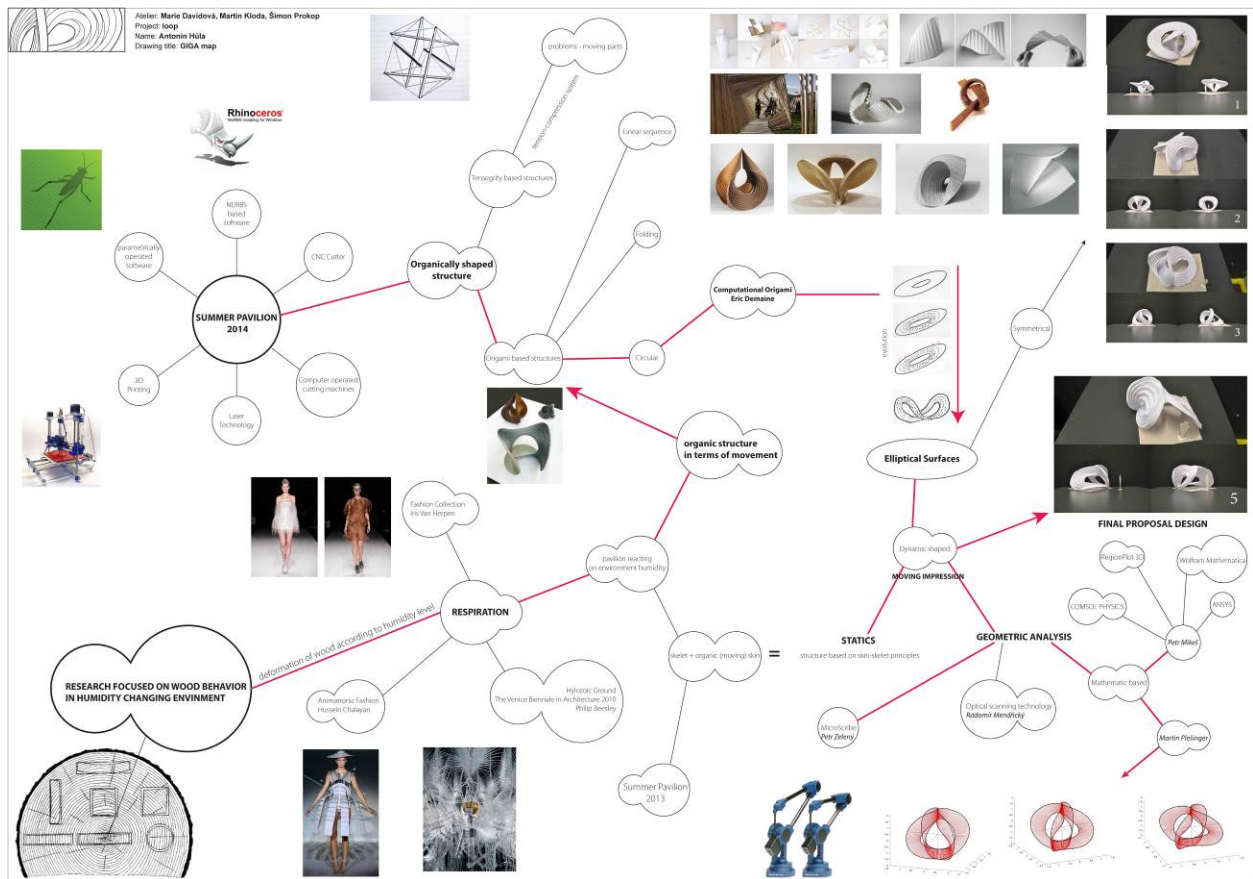 Atelier: Marie Davidová, Martin Kloda, Šimon Prokop
Project: loop
Name: Antonín Hůla
Drawing title: GIGA map
Rhinoceros
NURBS modeling for Windows
problems - moving parts
tension-compression system
Linear sequence
Tensegrity based structures
NURBS
based
software
parametrically
operated
software
CNC Cutter
Folding
Organically shaped
structure
SUMMER PAVILION
2014
Computational Origami
Eric Demaine
evolution
Symmetrical
Origami based structures
Circular
3D
Printing
Computer operated
cutting machines
Laser
Technology
1
2
3
5
organic structure
in terms of movement
Elliptical Surfaces
Fashion Collection
Iris Van Herpen
FINAL PROPOSAL DESIGN
pavilion reacting
on environment humidity
Dynamic shaped
MOVING IMPRESSION
RegionPlot 3D
Wolfram Mathematica
COMSOL PHYSICS
ANSYS
RESPIRATION
deformation of wood according to humidity level
STATICS
structure based on skin-skelet principles
GEOMETRIC ANALYSIS
Petr Mikeš
skelet + organic (moving) skin
=
RESEARCH FOCUSED ON WOOD BEHAVIOR
IN HUMIDITY CHANGING ENVINMENT
Mathematic based
Animatronic Fashion
Hussein Chalayan
Hylozoic Ground
The Venice Biennale in Architecture 2010
Philip Beesley
Optical scanning technology
Radomír Mendřický
MicroScribe
Petr Zelený
Martin Plešinger
Summer Pavilion
2013